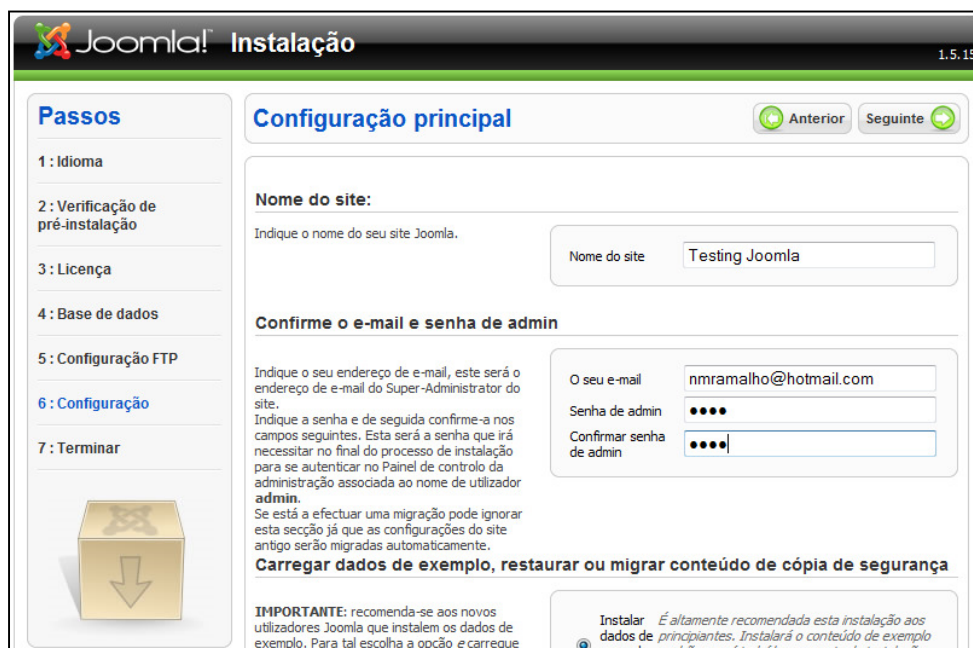 Joomla! Instalação
1.5.15
Passos
1 : Idioma
2 : Verificação de
pré-instalação
3 : Licença
4 : Base de dados
5 : Configuração FTP
6 : Configuração
7 : Terminar
Configuração principal
Anterior
Seguinte
Nome do site:
Indique o nome do seu site Joomla.
Nome do site
Testing Joomla
Confirme o e-mail e senha de admin
Indique o seu endereço de e-mail, este será o
endereço de e-mail do Super-Administrator do
site.
Indique a senha e de seguida confirme-a nos
campos seguintes. Esta será a senha que irá
necessitar no final do processo de instalação
para se autenticar no Painel de controlo da
administração associada ao nome de utilizador
admin.
Se está a efectuar uma migração pode ignorar
esta secção já que as configurações do site
antigo serão migradas automaticamente.
O seu e-mail
nmramalho@hotmail.com
Senha de admin
••••
Confirmar senha
de admin
••••
Carregar dados de exemplo, restaurar ou migrar conteúdo de cópia de segurança
IMPORTANTE: recomenda-se aos novos
utilizadores Joomla que instalem os dados de
exemplo. Para tal escolha a opção e carregue
Instalar
dados de
É altamente recomendada esta instalação aos
principiantes. Instalará o conteúdo de exemplo